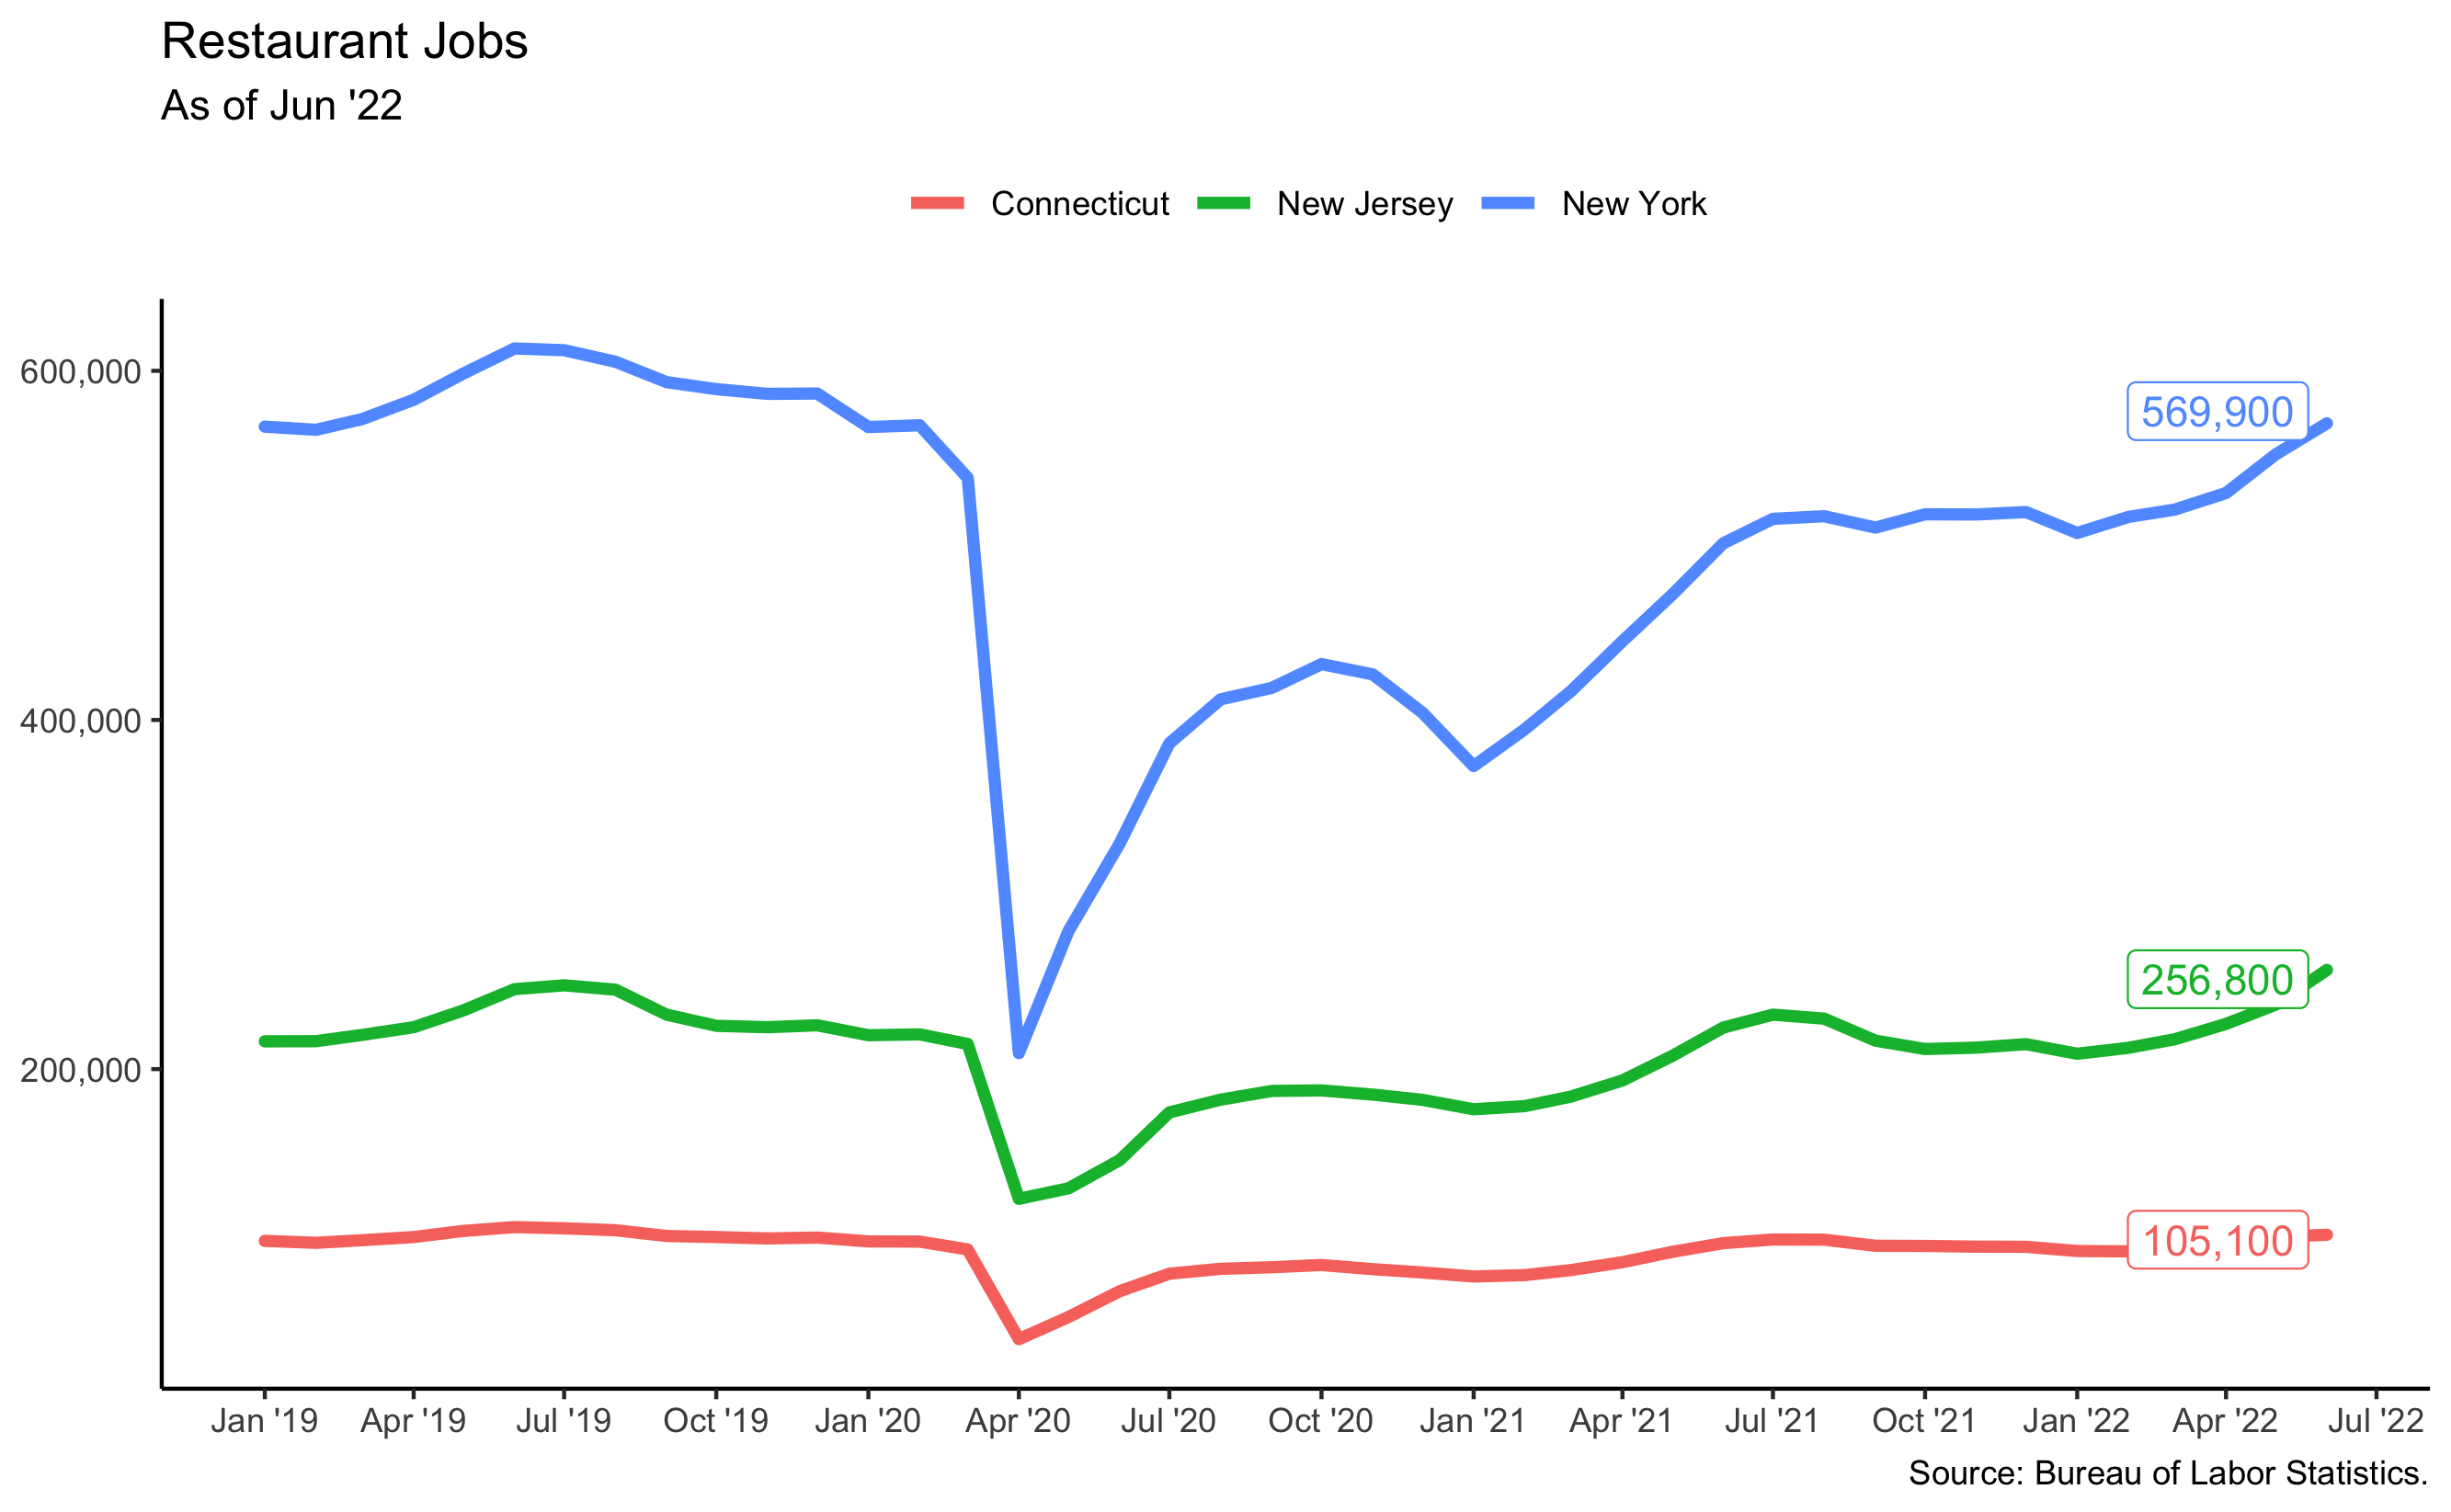 Restaurant Jobs
As of Jun '22
Connecticut New Jersey New York
600,000
400,000
200,000
569,900
256,800
105,100
Jan '19 Apr '19 Jul '19 Oct '19 Jan '20 Apr '20 Jul '20 Oct '20 Jan '21 Apr '21 Jul '21 Oct '21 Jan '22 Apr '22 Jul '22
Source: Bureau of Labor Statistics.